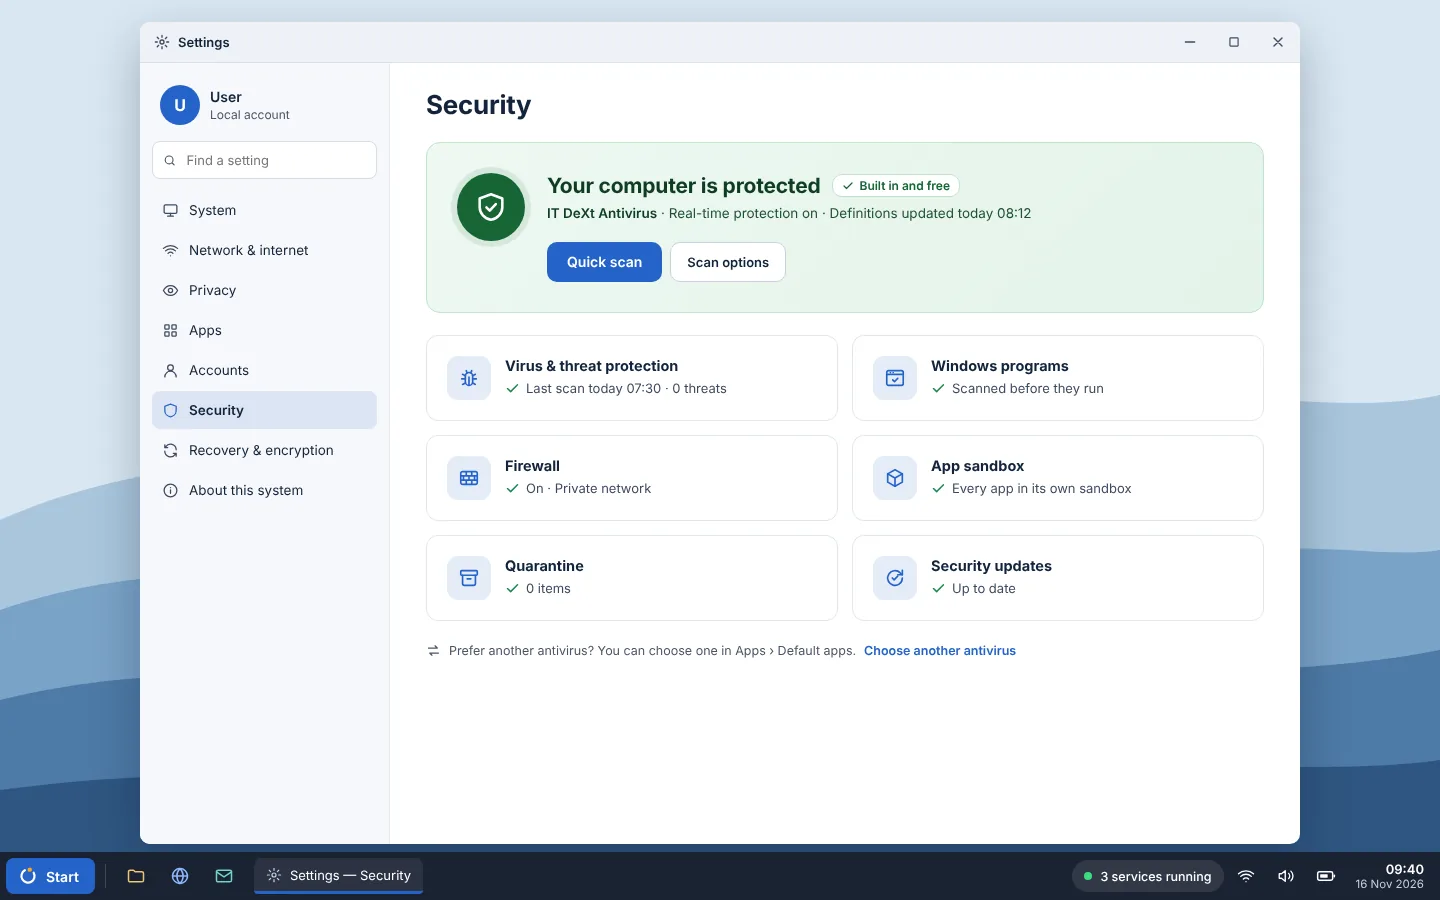 Settings
U
User
Local account
Find a setting
System
Network & internet
Privacy
Apps
Accounts
Security
Recovery & encryption
About this system
Security
Your computer is protected
Built in and free
IT DeXt Antivirus · Real-time protection on · Definitions updated today 08:12
Quick scan
Scan options
Virus & threat protection
Last scan today 07:30 · 0 threats
Windows programs
Scanned before they run
Firewall
On · Private network
App sandbox
Every app in its own sandbox
Quarantine
0 items
Security updates
Up to date
Prefer another antivirus? You can choose one in Apps › Default apps. Choose another antivirus
Start
Settings — Security
3 services running
09:40
16 Nov 2026